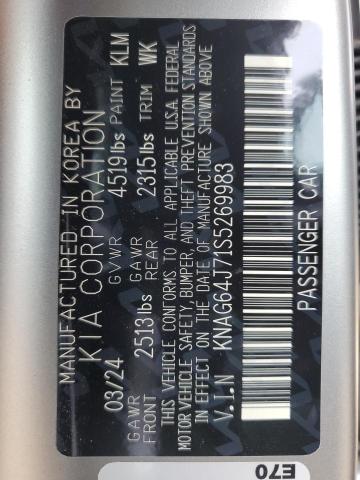 MANUFACTURED IN KOREA BY
KIA CORPORATION
03/24 GVWR 4519lbs PAINT KLM
GAWR FRONT 2513lbs GAWR REAR 2315lbs TRIM WK
THIS VEHICLE CONFORMS TO ALL APPLICABLE U.S.A. FEDERAL
MOTOR VEHICLE SAFETY, BUMPER, AND THEFT PREVENTION STANDARDS
IN EFFECT ON THE DATE OF MANUFACTURE SHOWN ABOVE
V.I.N KNAG64J71S5269983
PASSENGER CAR
E70